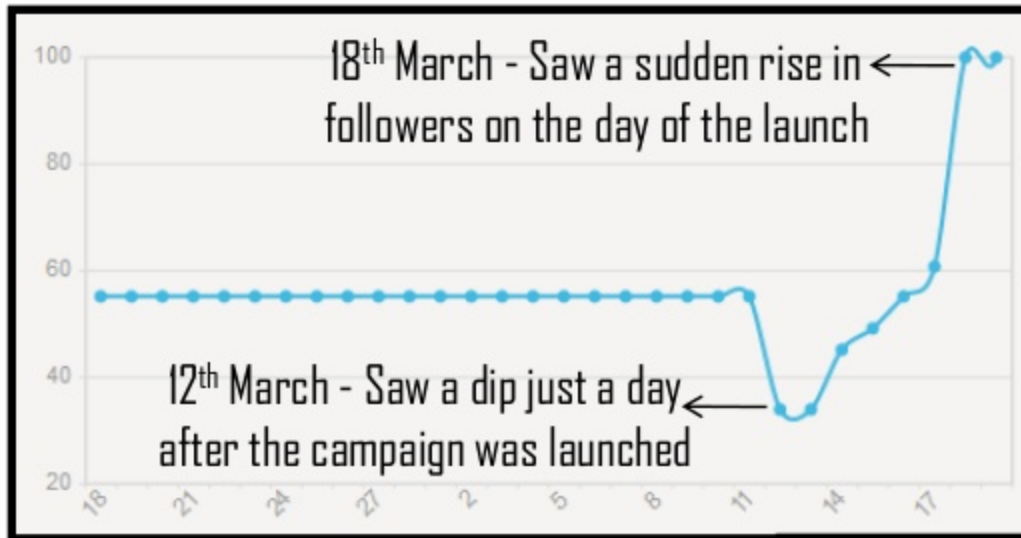 100
18th March - Saw a sudden rise in
followers on the day of the launch
80
60
40
12th March - Saw a dip just a day
after the campaign was launched
20
18 21 24 27 2 5 8 11 14 17